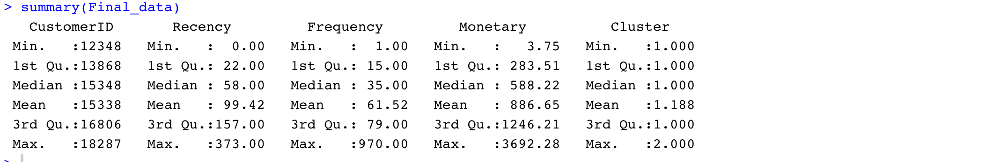 > summary(Final_data)
   CustomerID       Recency         Frequency         Monetary          Cluster
 Min.   :12348   Min.   :  0.00   Min.   :  1.00   Min.   :   3.75   Min.   :1.000
 1st Qu.:13868   1st Qu.: 22.00   1st Qu.: 15.00   1st Qu.: 283.51   1st Qu.:1.000
 Median :15348   Median : 58.00   Median : 35.00   Median : 588.22   Median :1.000
 Mean   :15338   Mean   : 99.42   Mean   : 61.52   Mean   : 886.65   Mean   :1.188
 3rd Qu.:16806   3rd Qu.:157.00   3rd Qu.: 79.00   3rd Qu.:1246.21   3rd Qu.:1.000
 Max.   :18287   Max.   :373.00   Max.   :970.00   Max.   :3692.28   Max.   :2.000
>